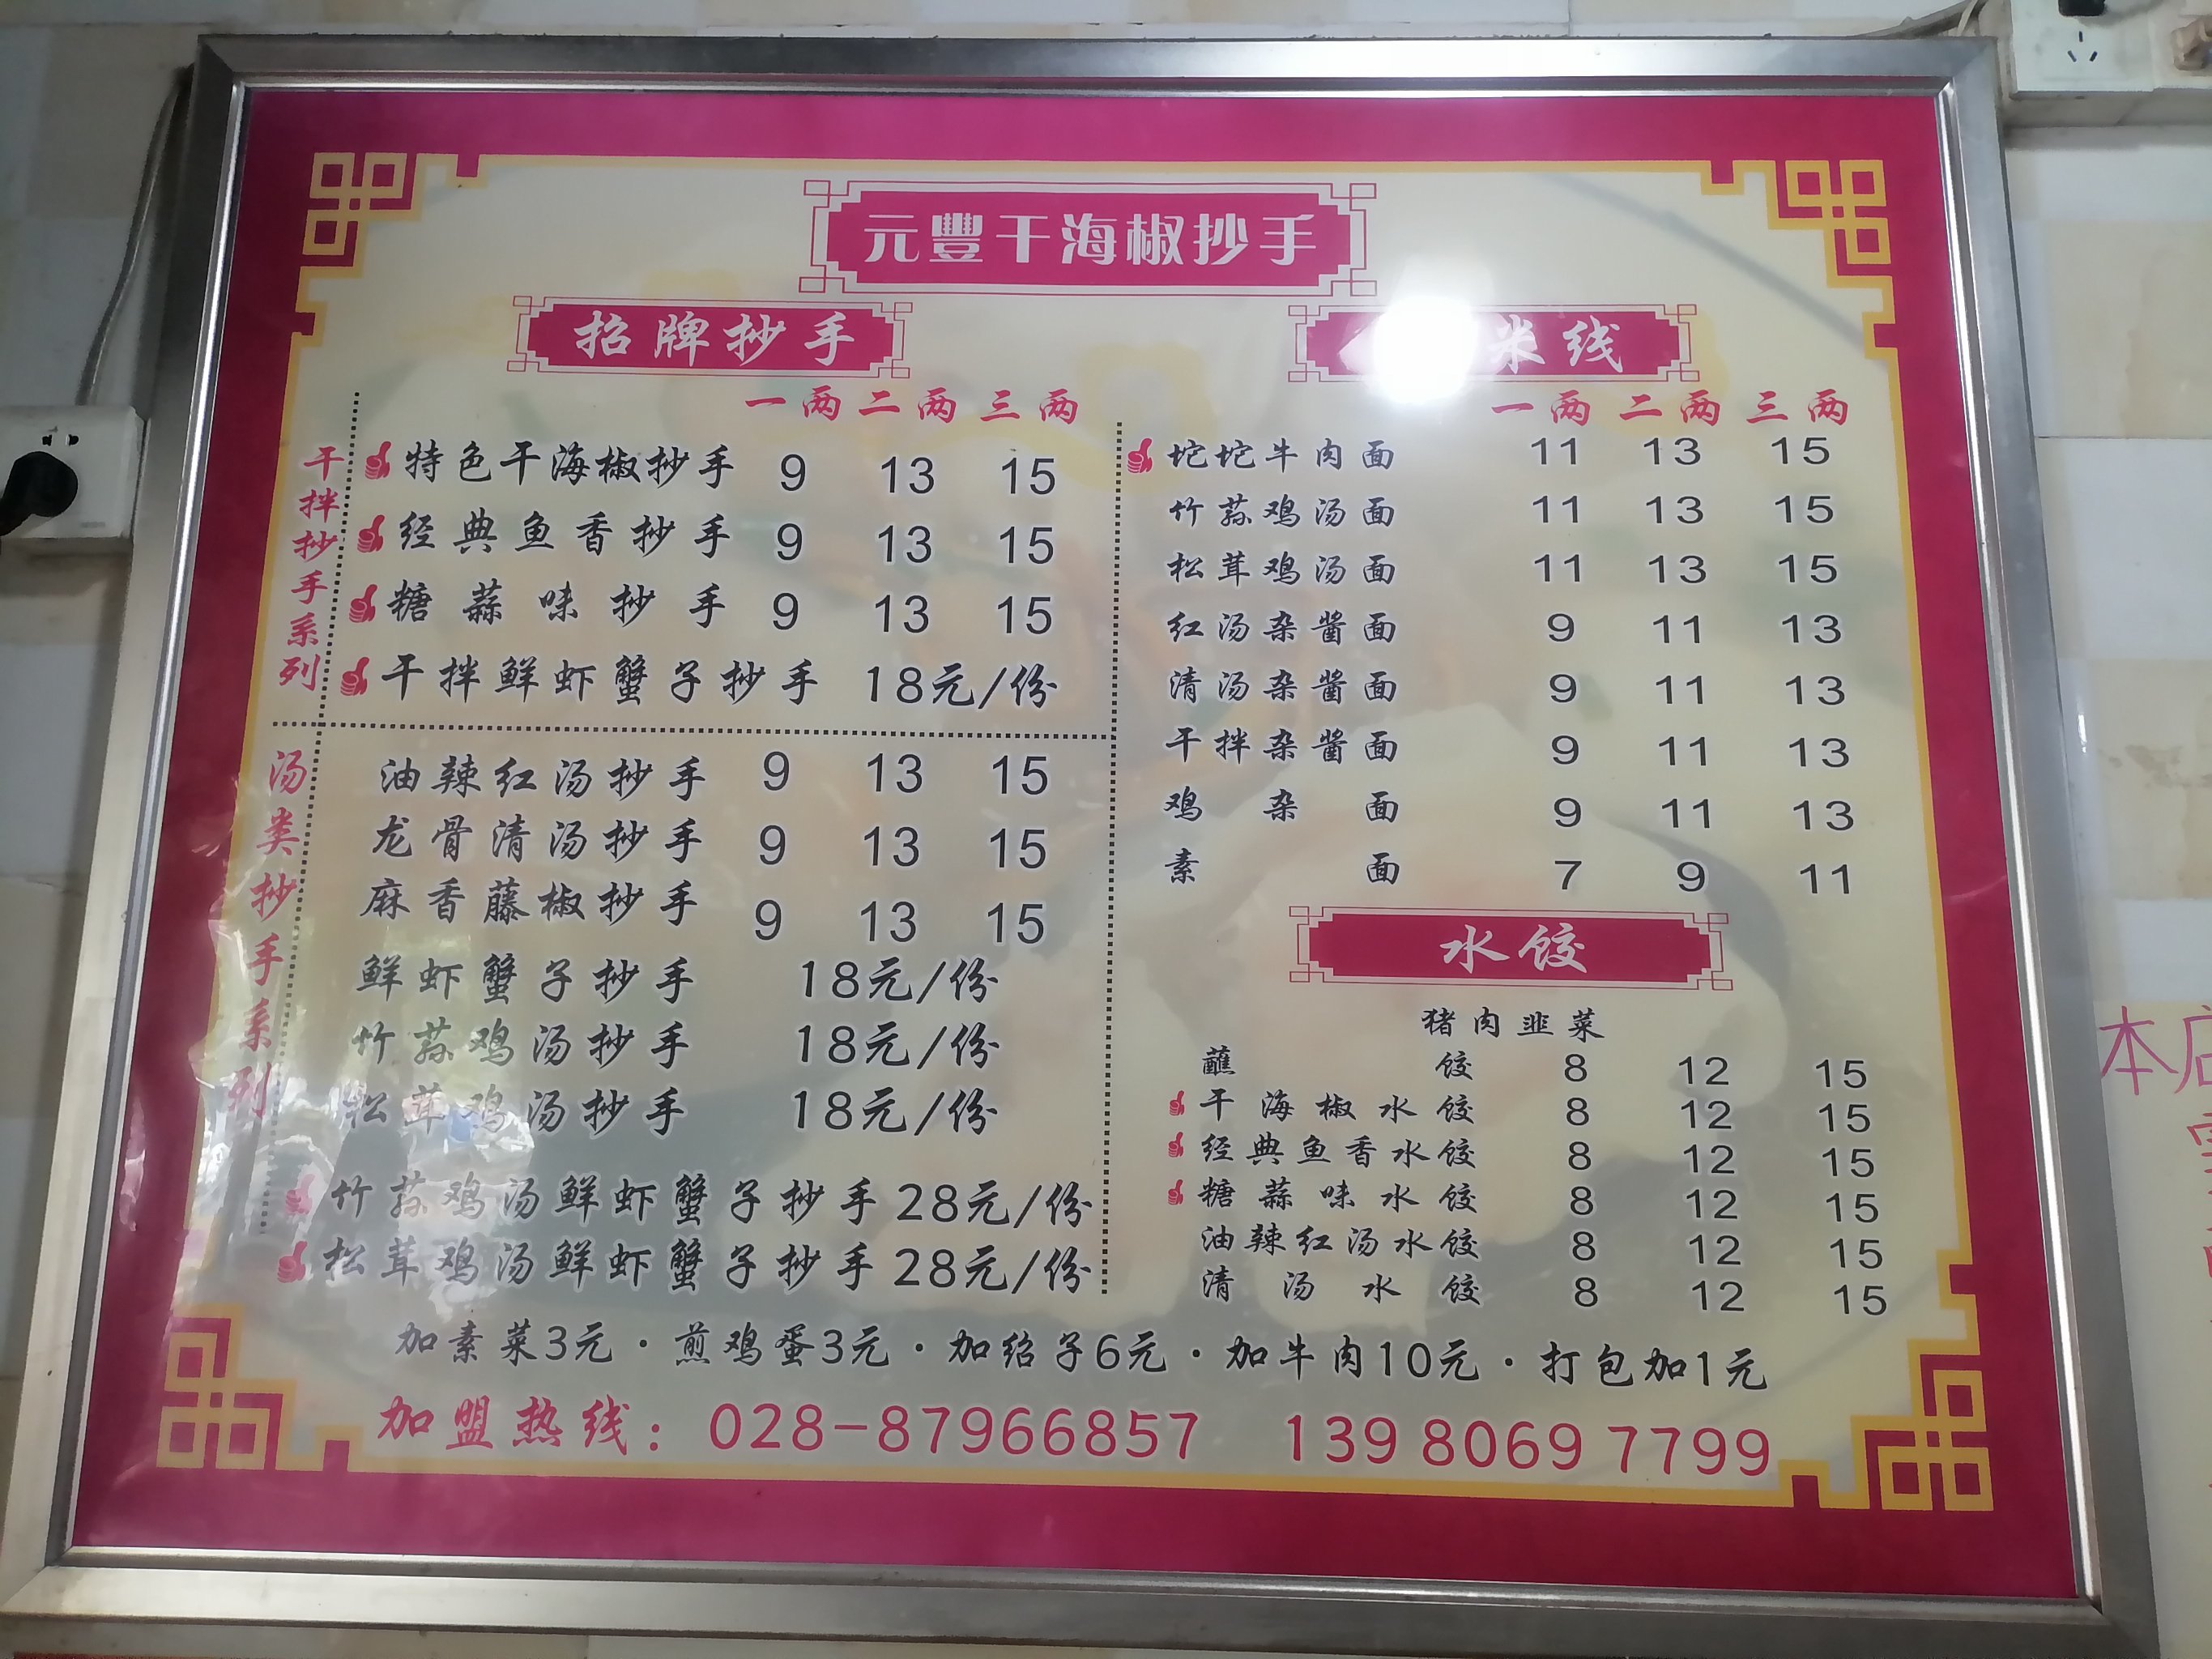 元豐干海椒抄手
招牌抄手
一两 二两 三两
干拌抄手系列
特色干海椒抄手 9 13 15
经典鱼香抄手 9 13 15
糖蒜味抄手 9 13 15
干拌鲜虾蟹子抄手 18元/份
汤类抄手系列
油辣红汤抄手 9 13 15
龙骨清汤抄手 9 13 15
麻香藤椒抄手 9 13 15
鲜虾蟹子抄手 18元/份
竹荪鸡汤抄手 18元/份
松茸鸡汤抄手 18元/份
竹荪鸡汤鲜虾蟹子抄手 28元/份
松茸鸡汤鲜虾蟹子抄手 28元/份
米线
一两 二两 三两
坨坨牛肉面 11 13 15
竹荪鸡汤面 11 13 15
松茸鸡汤面 11 13 15
红汤杂酱面 9 11 13
清汤杂酱面 9 11 13
干拌杂酱面 9 11 13
鸡杂面 9 11 13
素面 7 9 11
水饺
猪肉韭菜
蘸饺 8 12 15
干海椒水饺 8 12 15
经典鱼香水饺 8 12 15
糖蒜味水饺 8 12 15
油辣红汤水饺 8 12 15
清汤水饺 8 12 15
加素菜3元·煎鸡蛋3元·加绍子6元·加牛肉10元·打包加1元
加盟热线：028-87966857 139 8069 7799
本店